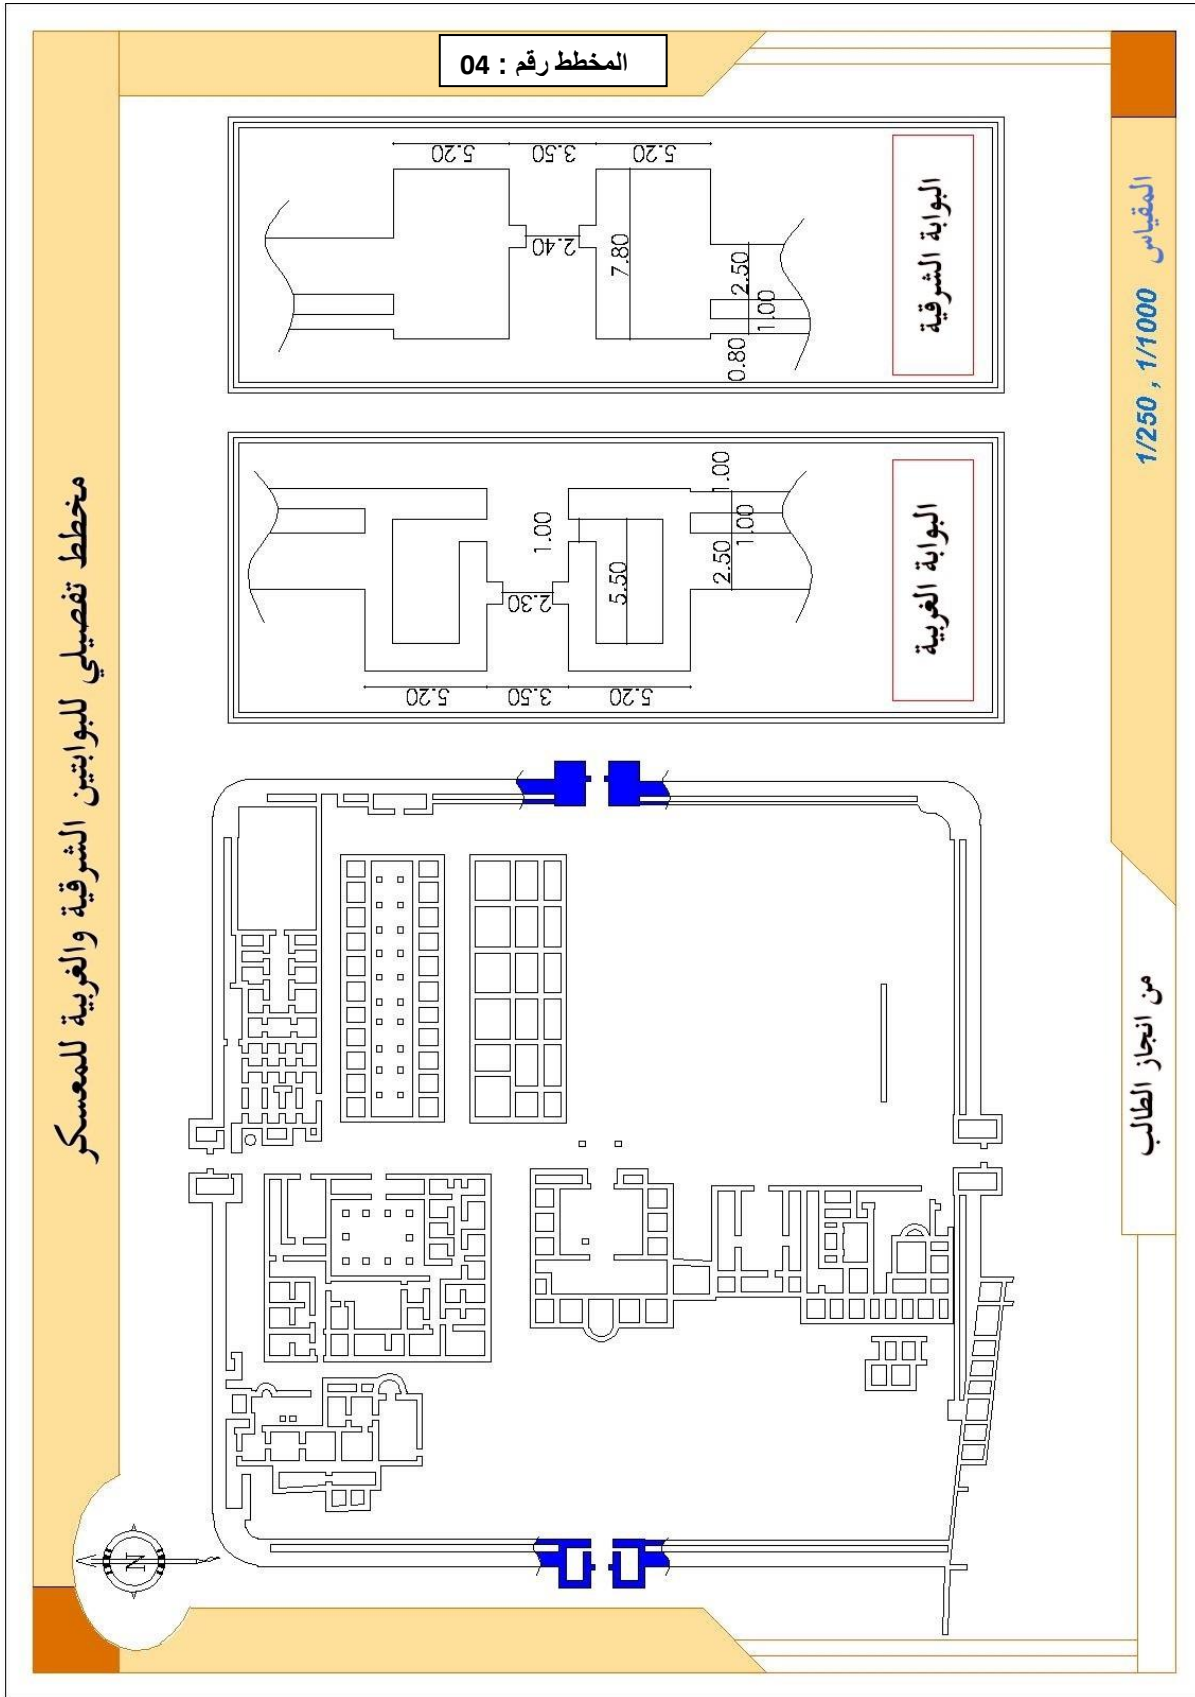 المخطط رقم : 04
مخطط تفصيلي للبوابتين الشرقية والغربية للمعسكر
البوابة الشرقية
5.20
3.50
5.20
2.40
7.80
2.50
1.00
0.80
البوابة الغربية
1.00
1.00
2.50
1.00
5.50
2.30
5.20
3.50
5.20
المقياس 1/250 , 1/1000
من انجاز الطالب
N